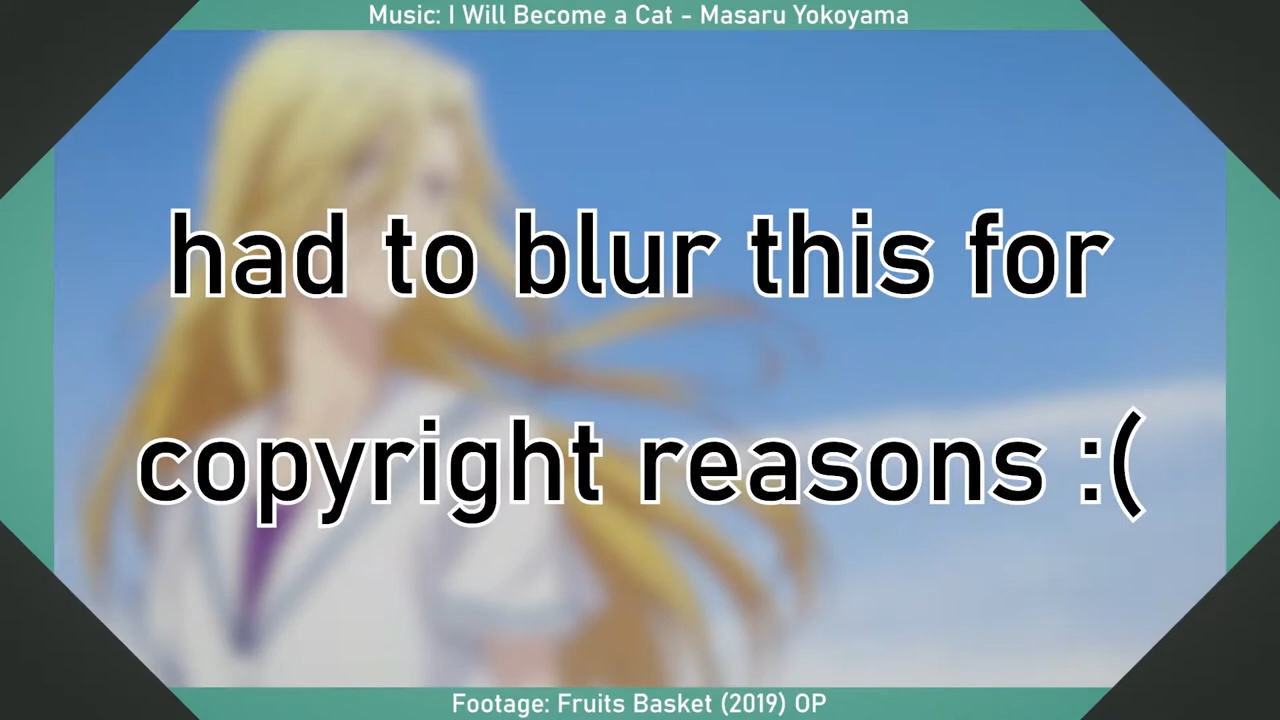 Music: I Will Become a Cat - Masaru Yokoyama
had to blur this for
copyright reasons :(
Footage: Fruits Basket (2019) OP